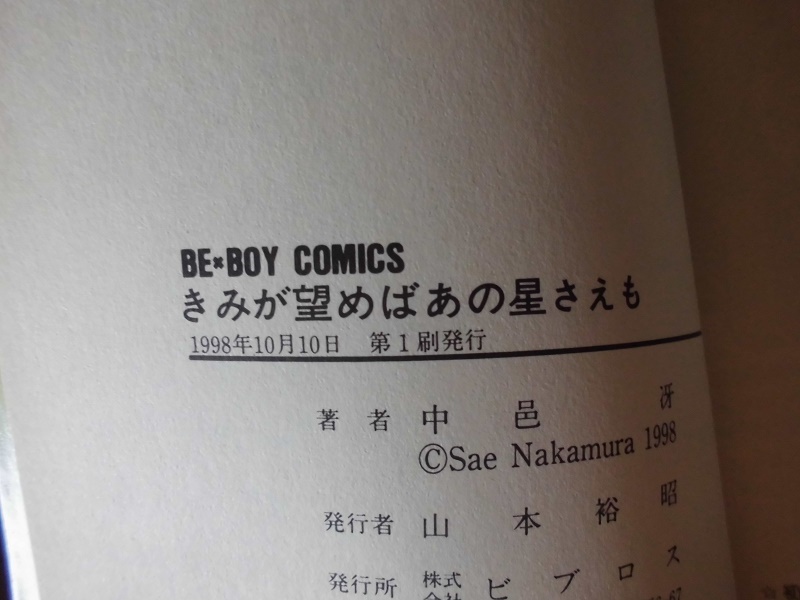 BE×BOY COMICS
きみが望めばあの星さえも
1998年10月10日　第1刷発行
著者　中邑　冴
©Sae Nakamura 1998
発行者　山本裕昭
発行所　株式会社　ビブロス